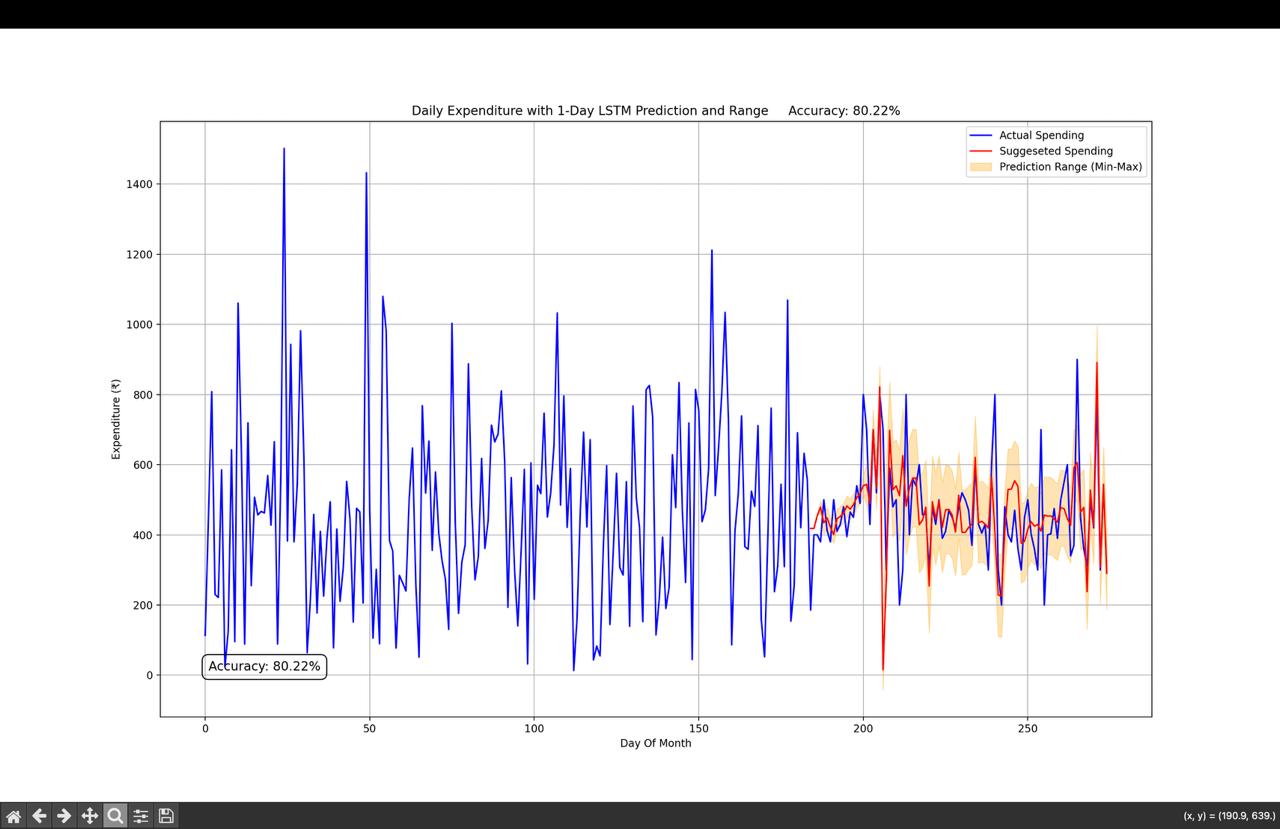 Daily Expenditure with 1-Day LSTM Prediction and Range Accuracy: 80.22%
Actual Spending
Suggeseted Spending
Prediction Range (Min-Max)
Expenditure (₹)
1400
1200
1000
800
600
400
200
0
Accuracy: 80.22%
0 50 100 150 200 250
Day Of Month
(x, y) = (190.9, 639.)